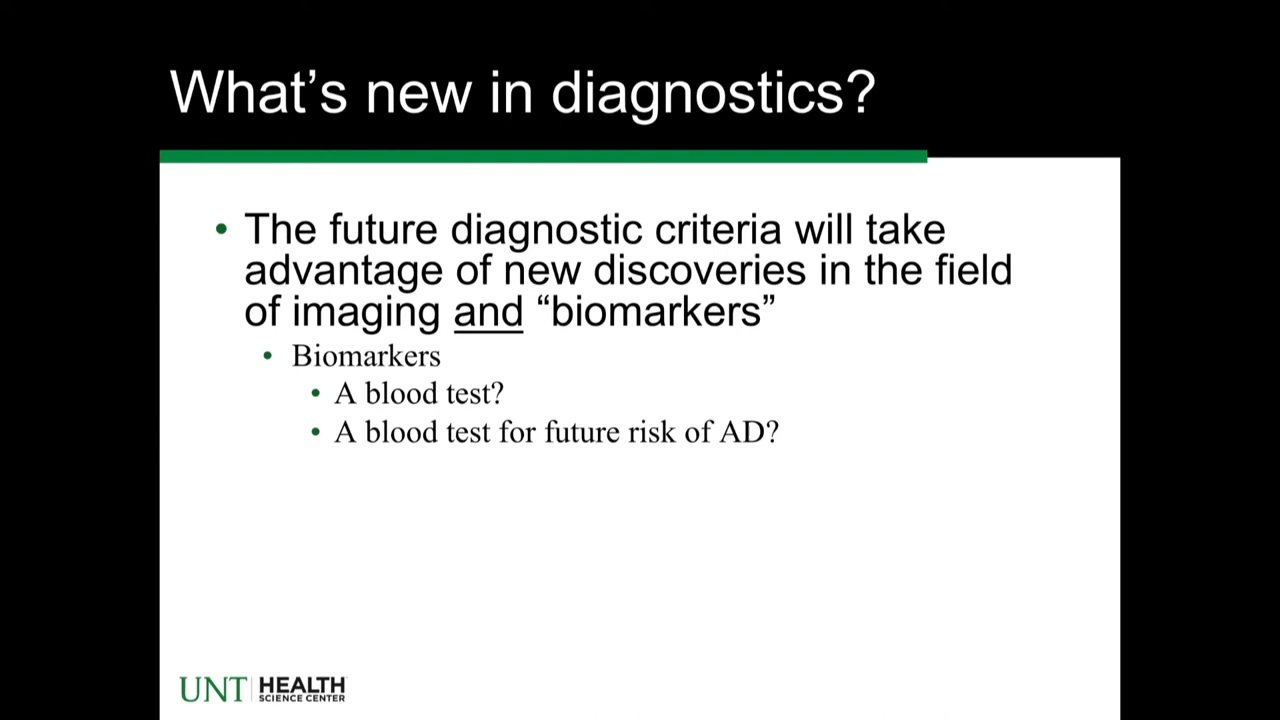 What’s new in diagnostics?
• The future diagnostic criteria will take
advantage of new discoveries in the field
of imaging and “biomarkers”
• Biomarkers
• A blood test?
• A blood test for future risk of AD?
UNT HEALTH
SCIENCE CENTER